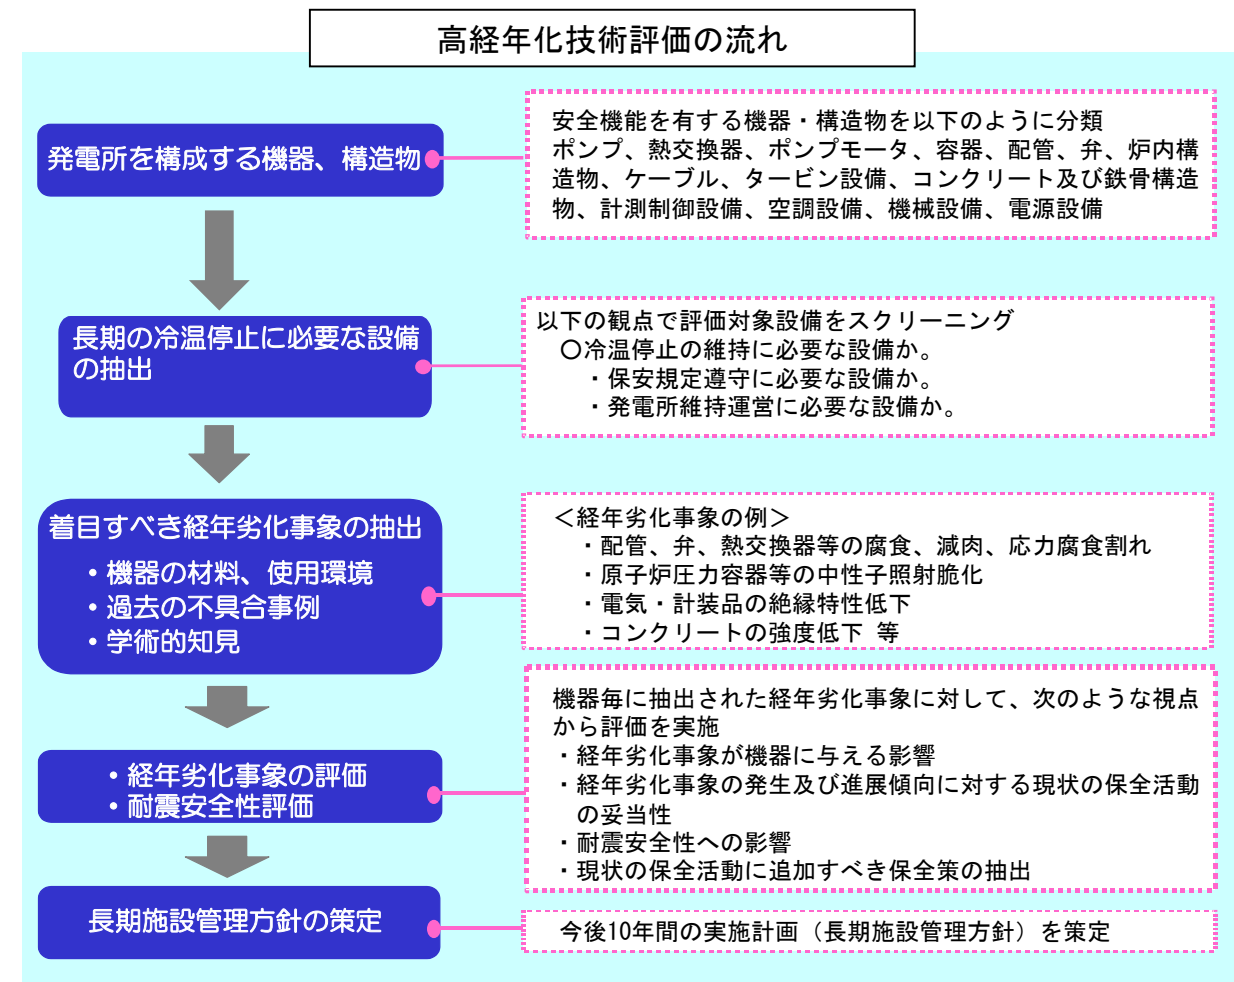 高経年化技術評価の流れ
発電所を構成する機器、構造物
安全機能を有する機器・構造物を以下のように分類
ポンプ、熱交換器、ポンプモータ、容器、配管、弁、炉内構
造物、ケーブル、タービン設備、コンクリート及び鉄骨構造
物、計測制御設備、空調設備、機械設備、電源設備
長期の冷温停止に必要な設備
の抽出
以下の観点で評価対象設備をスクリーニング
〇冷温停止の維持に必要な設備か。
・保安規定遵守に必要な設備か。
・発電所維持運営に必要な設備か。
着目すべき経年劣化事象の抽出
・機器の材料、使用環境
・過去の不具合事例
・学術的知見
＜経年劣化事象の例＞
・配管、弁、熱交換器等の腐食、減肉、応力腐食割れ
・原子炉圧力容器等の中性子照射脆化
・電気・計装品の絶縁特性低下
・コンクリートの強度低下 等
・経年劣化事象の評価
・耐震安全性評価
機器毎に抽出された経年劣化事象に対して、次のような視点
から評価を実施
・経年劣化事象が機器に与える影響
・経年劣化事象の発生及び進展傾向に対する現状の保全活動
の妥当性
・耐震安全性への影響
・現状の保全活動に追加すべき保全策の抽出
長期施設管理方針の策定
今後10年間の実施計画（長期施設管理方針）を策定